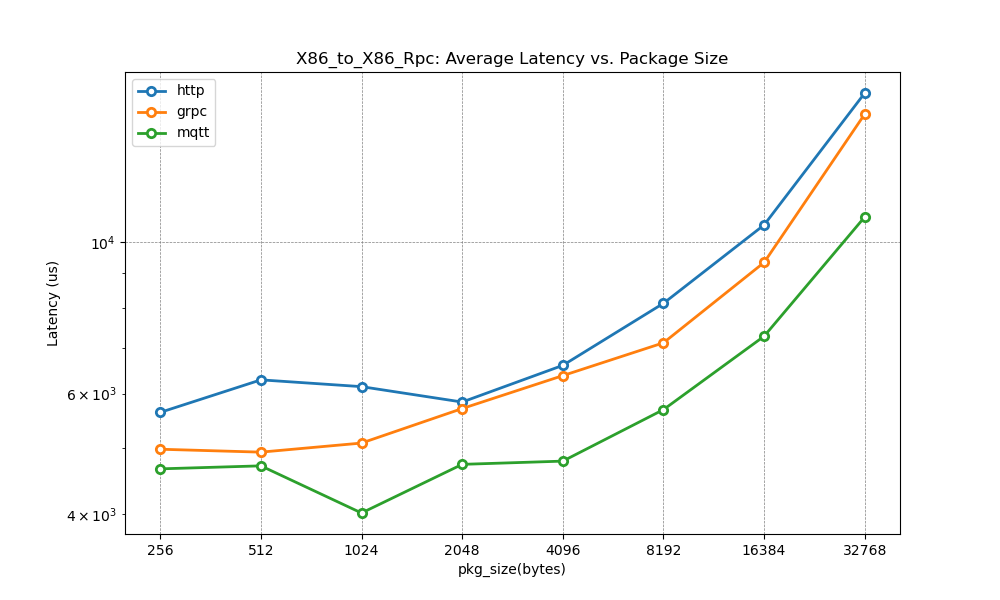 X86_to_X86_Rpc: Average Latency vs. Package Size
http
grpc
mqtt
Latency (us)
10⁴
6 × 10³
4 × 10³
256 512 1024 2048 4096 8192 16384 32768
pkg_size(bytes)